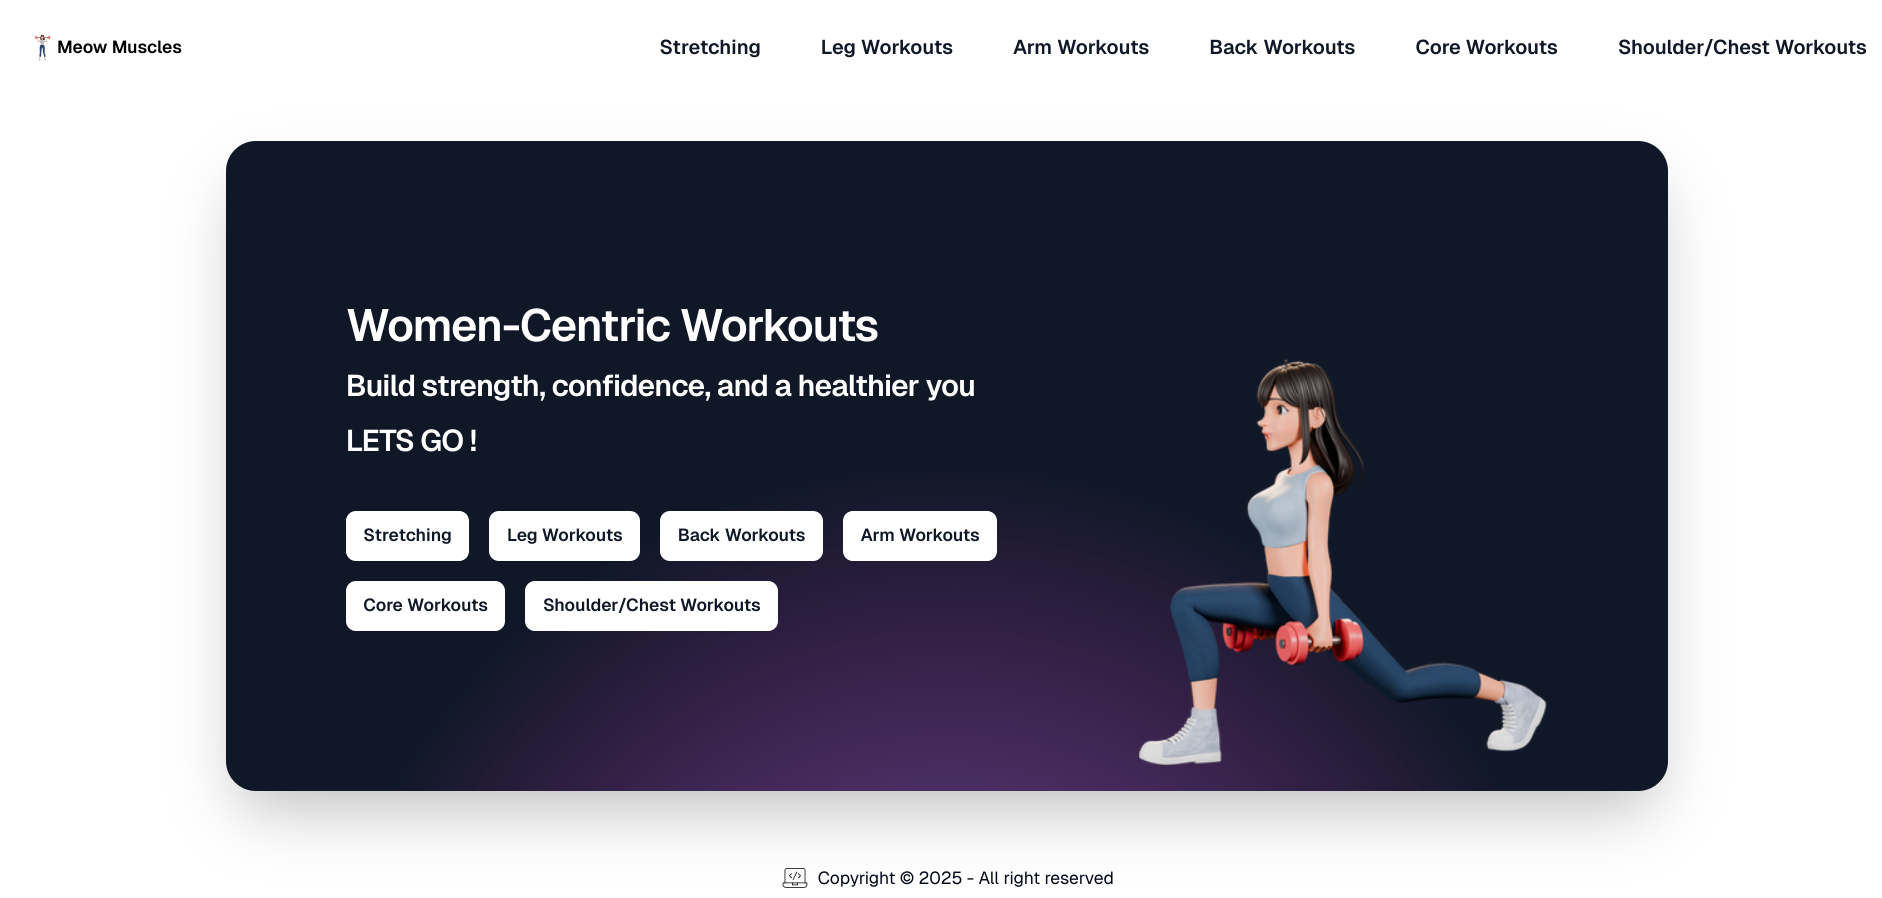 Meow Muscles Stretching Leg Workouts Arm Workouts Back Workouts Core Workouts Shoulder/Chest Workouts
Women-Centric Workouts
Build strength, confidence, and a healthier you
LETS GO !
Stretching Leg Workouts Back Workouts Arm Workouts
Core Workouts Shoulder/Chest Workouts
Copyright © 2025 - All right reserved